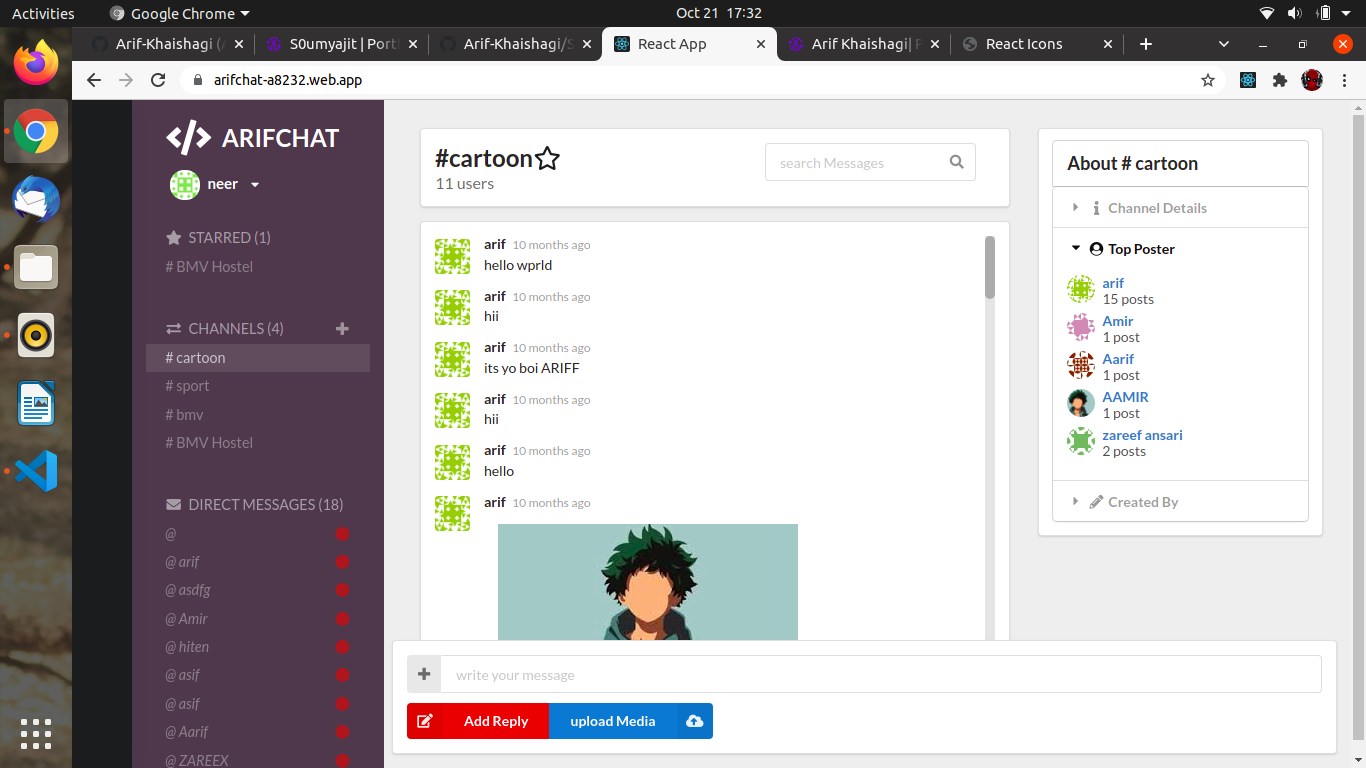 Activities
Google Chrome
Oct 21 17:32
Arif-Khaishagi (A
S0umyajit | Portf
Arif-Khaishagi/S
React App
Arif Khaishagi| P
React Icons
arifchat-a8232.web.app
ARIFCHAT
neer
STARRED (1)
# BMV Hostel
CHANNELS (4)
# cartoon
# sport
# bmv
# BMV Hostel
DIRECT MESSAGES (18)
@
@ arif
@ asdfg
@ Amir
@ hiten
@ asif
@ asif
@ Aarif
@ ZAREEX
#cartoon
11 users
search Messages
arif 10 months ago
hello wprld
arif 10 months ago
hii
arif 10 months ago
its yo boi ARIFF
arif 10 months ago
hii
arif 10 months ago
hello
arif 10 months ago
write your message
Add Reply
upload Media
About # cartoon
Channel Details
Top Poster
arif
15 posts
Amir
1 post
Aarif
1 post
AAMIR
1 post
zareef ansari
2 posts
Created By